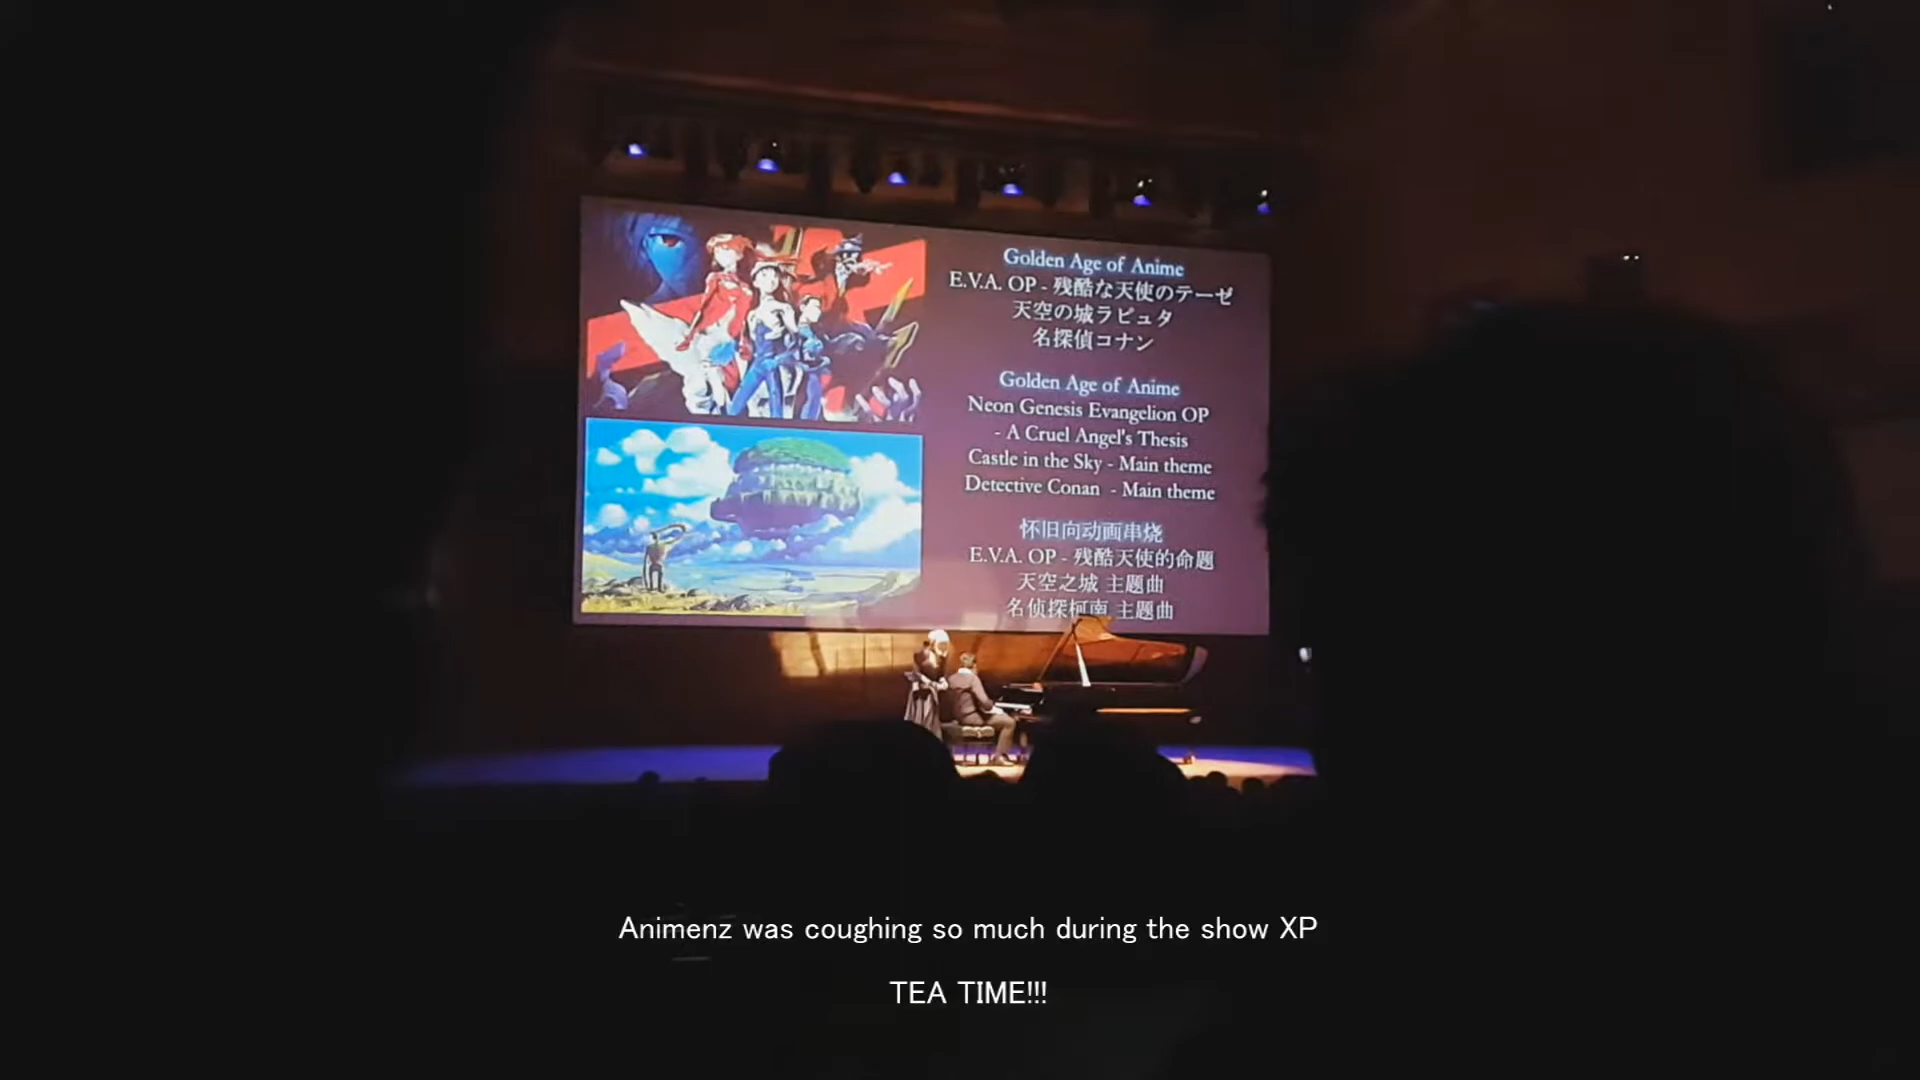 Golden Age of Anime
E.V.A. OP - 残酷な天使のテーゼ
天空の城ラピュタ
名探偵コナン
Golden Age of Anime
Neon Genesis Evangelion OP
- A Cruel Angel's Thesis
Castle in the Sky - Main theme
Detective Conan - Main theme
怀旧向动画串烧
E.V.A. OP - 残酷天使的命题
天空之城 主题曲
名侦探柯南 主题曲
Animenz was coughing so much during the show XP
TEA TIME!!!